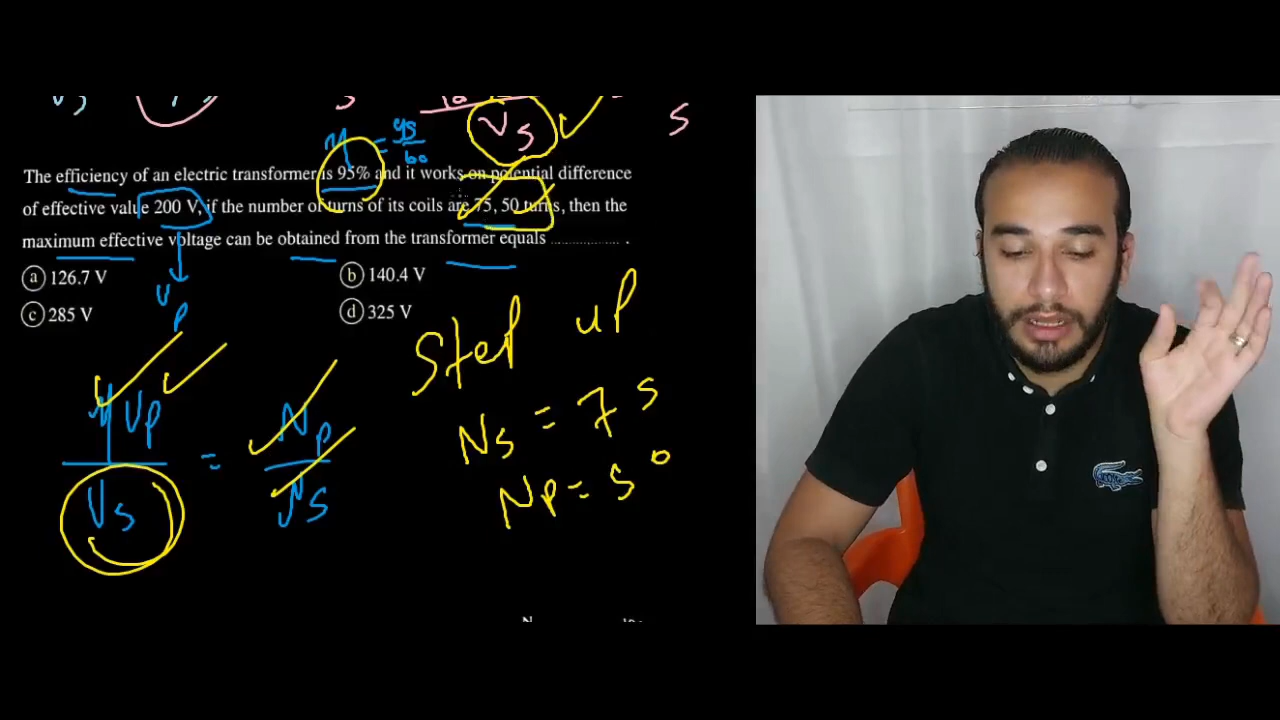 Vs
η = 95/100
The efficiency of an electric transformer is 95% and it works on potential difference
of effective value 200 V, if the number of turns of its coils are 75, 50 turns, then the
maximum effective voltage can be obtained from the transformer equals .................. .
a 126.7 V
b 140.4 V
c 285 V
d 325 V
Vp
Step up
η Vp / Vs = Np / Ns
Ns = 75
Np = 50